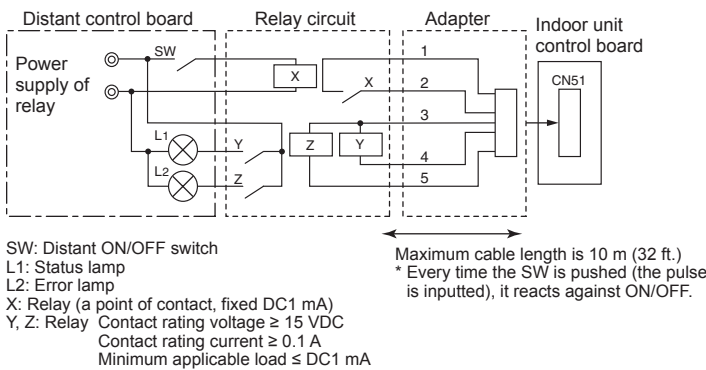 Distant control board
Relay circuit
Adapter
Indoor unit
control board
Power
supply of
relay
SW
X
X
1
2
3
4
5
CN51
L1
L2
Y
Z
Z
Y
SW: Distant ON/OFF switch
L1: Status lamp
L2: Error lamp
X: Relay (a point of contact, fixed DC1 mA)
Y, Z: Relay Contact rating voltage ≥ 15 VDC
Contact rating current ≥ 0.1 A
Minimum applicable load ≤ DC1 mA
Maximum cable length is 10 m (32 ft.)
* Every time the SW is pushed (the pulse
is inputted), it reacts against ON/OFF.